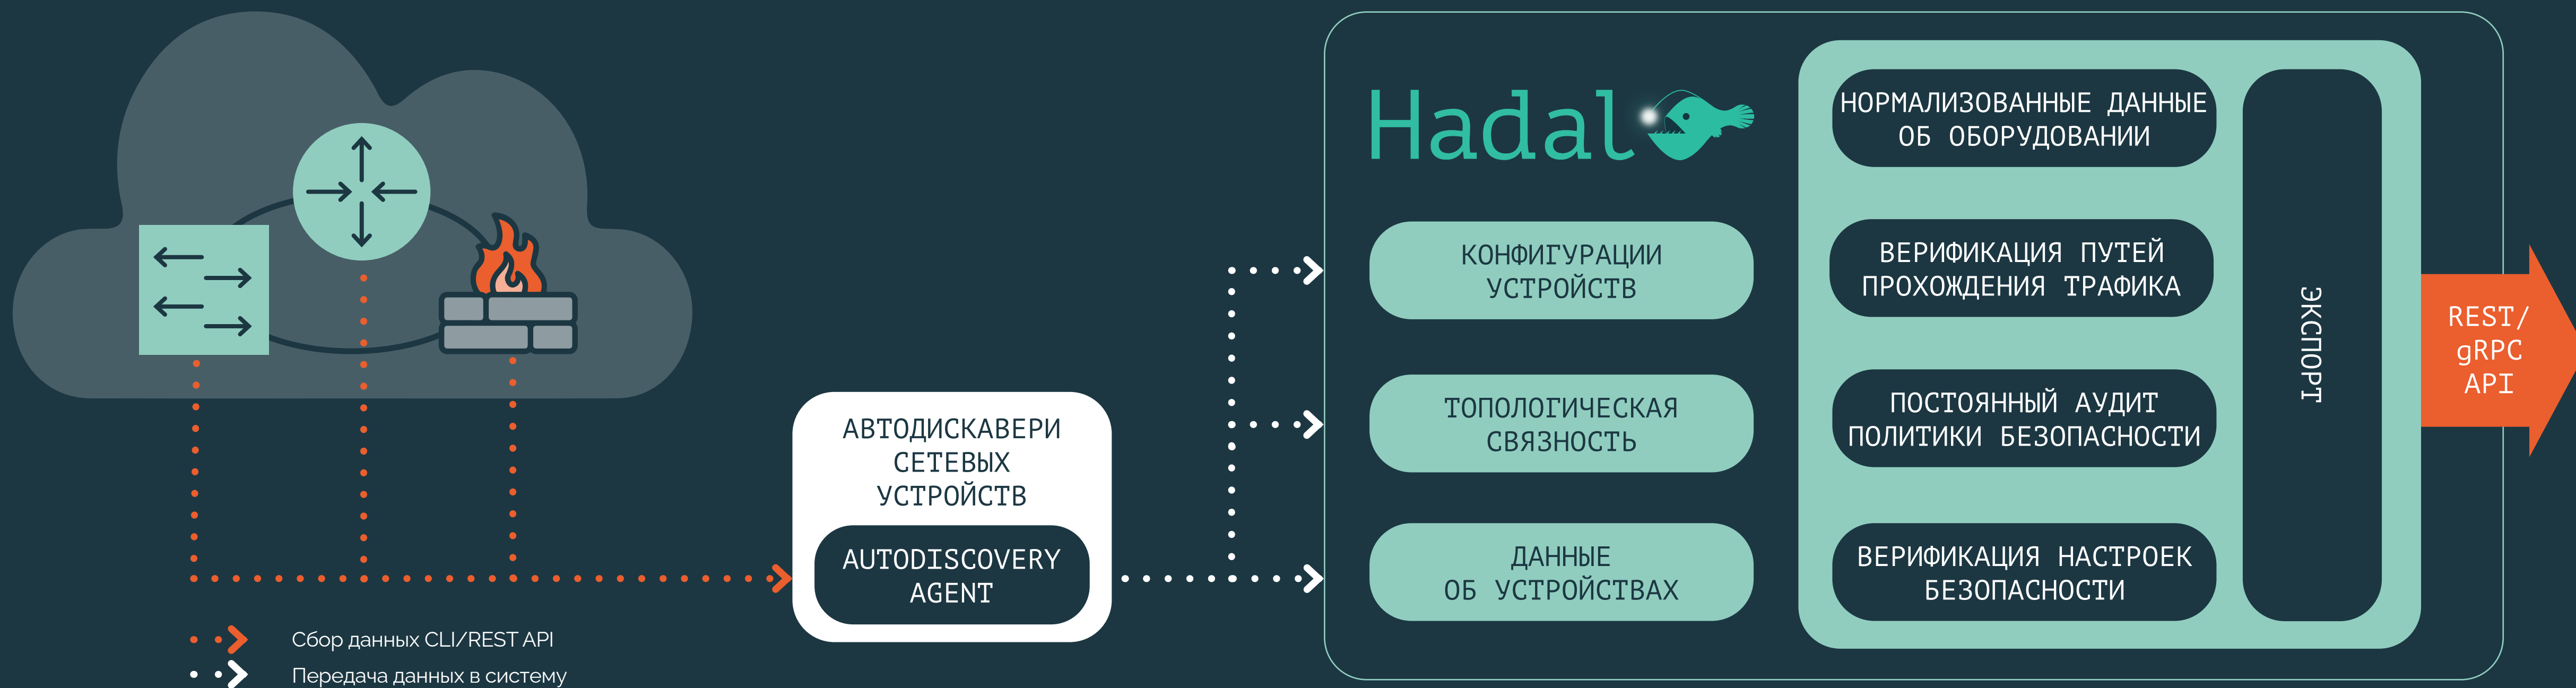 Hadal
АВТОДИСКАВЕРИ
СЕТЕВЫХ
УСТРОЙСТВ
AUTODISCOVERY
AGENT
Сбор данных CLI/REST API
Передача данных в систему
КОНФИГУРАЦИИ
УСТРОЙСТВ
ТОПОЛОГИЧЕСКАЯ
СВЯЗНОСТЬ
ДАННЫЕ
ОБ УСТРОЙСТВАХ
НОРМАЛИЗОВАННЫЕ ДАННЫЕ
ОБ ОБОРУДОВАНИИ
ВЕРИФИКАЦИЯ ПУТЕЙ
ПРОХОЖДЕНИЯ ТРАФИКА
ПОСТОЯННЫЙ АУДИТ
ПОЛИТИКИ БЕЗОПАСНОСТИ
ВЕРИФИКАЦИЯ НАСТРОЕК
БЕЗОПАСНОСТИ
ЭКСПОРТ
REST/
gRPC
API